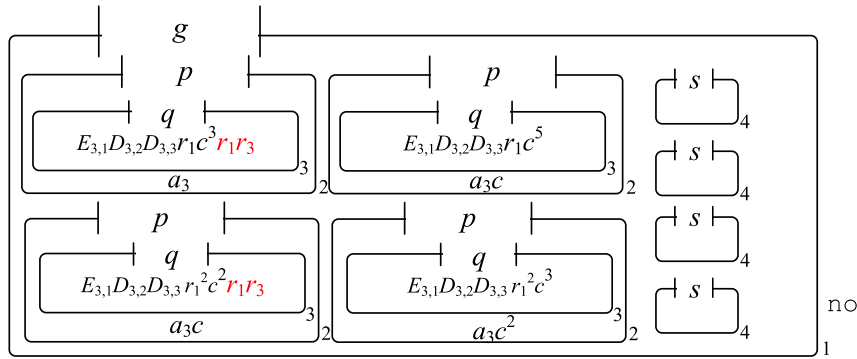 g
p p s
q q
E₃,₁D₃,₂D₃,₃r₁c³r₁r₃ E₃,₁D₃,₂D₃,₃r₁c⁵ 4
3 3 s
a₃ 2 a₃c 2 4
p p s
q q 4
E₃,₁D₃,₂D₃,₃r₁²c²r₁r₃ E₃,₁D₃,₂D₃,₃r₁²c³ s
3 3 no
a₃c 2 a₃c² 2 4
1